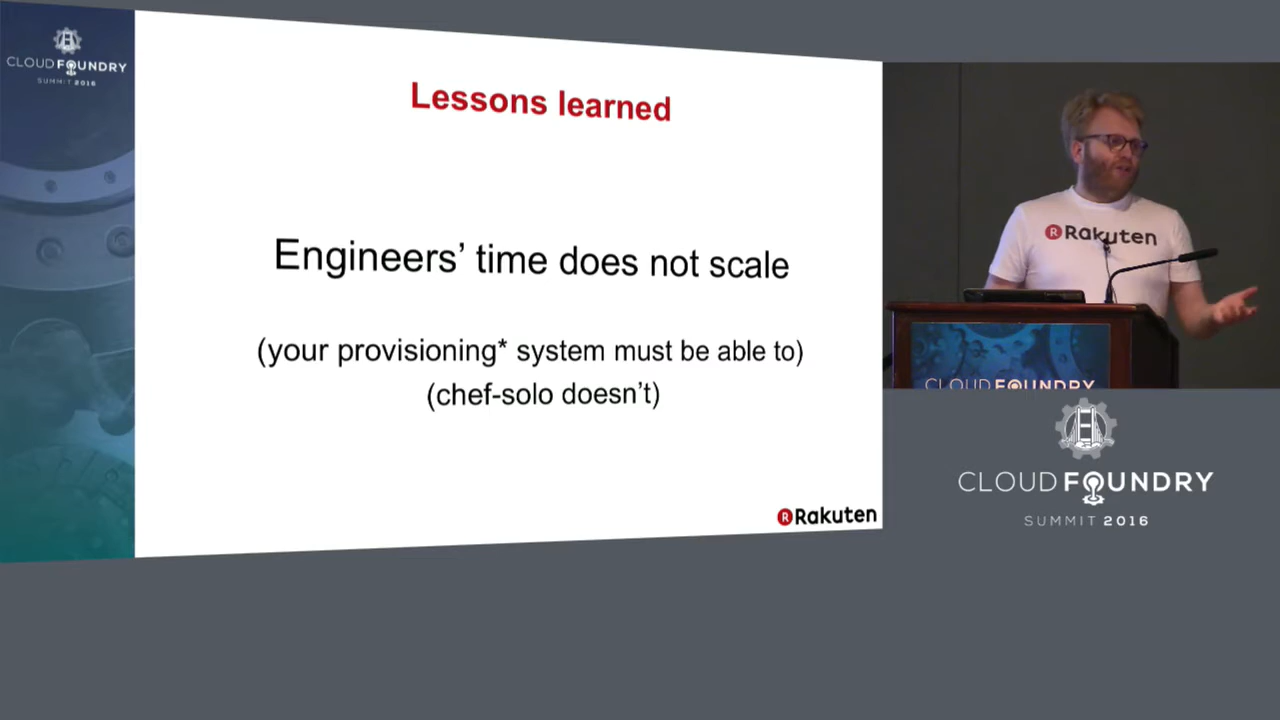 CLOUD FOUNDRY
SUMMIT 2016
Lessons learned
Engineers' time does not scale
(your provisioning* system must be able to)
(chef-solo doesn't)
R Rakuten
R Rakuten
CLOUD FOUNDRY
CLOUD FOUNDRY
SUMMIT 2016